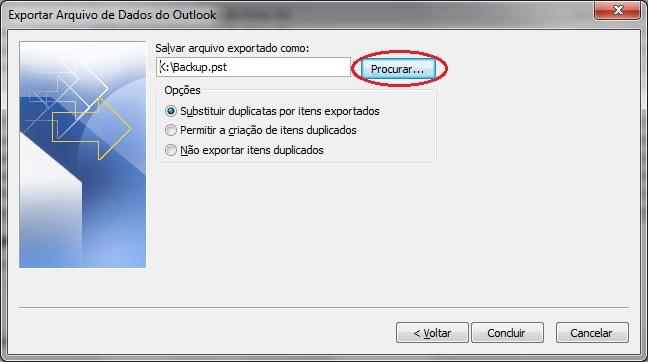 Exportar Arquivo de Dados do Outlook
Salvar arquivo exportado como:
K:\Backup.pst
Procurar...
Opções
Substituir duplicatas por itens exportados
Permitir a criação de itens duplicados
Não exportar itens duplicados
< Voltar
Concluir
Cancelar